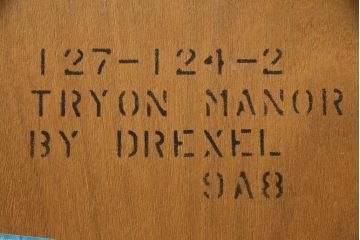 127-124-2
TRYON MANOR
BY DREXEL
9A8